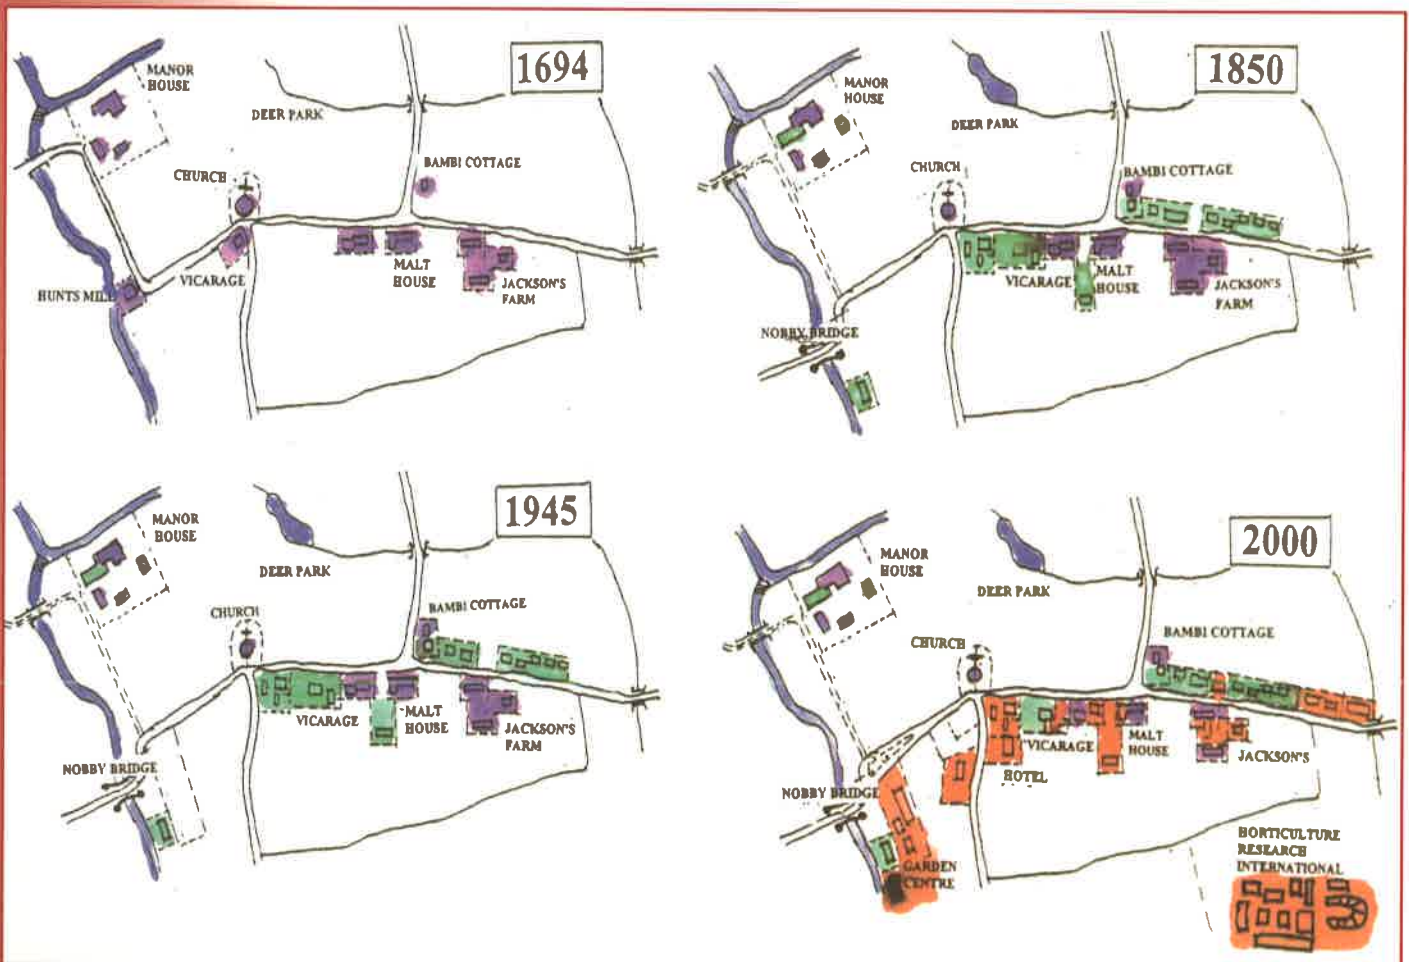 1694
MANOR
HOUSE
DEER PARK
CHURCH
BAMBI COTTAGE
VICARAGE
MALT
HOUSE
HUNTS MILL
JACKSON'S
FARM
1850
MANOR
HOUSE
DEER PARK
CHURCH
BAMBI COTTAGE
VICARAGE
MALT
HOUSE
JACKSON'S
FARM
NOBBY BRIDGE
1945
MANOR
HOUSE
DEER PARK
CHURCH
BAMBI COTTAGE
VICARAGE
MALT
HOUSE
JACKSON'S
FARM
NOBBY BRIDGE
2000
MANOR
HOUSE
DEER PARK
CHURCH
BAMBI COTTAGE
VICARAGE
MALT
HOUSE
JACKSON'S
HOTEL
NOBBY BRIDGE
GARDEN
CENTRE
HORTICULTURE
RESEARCH
INTERNATIONAL